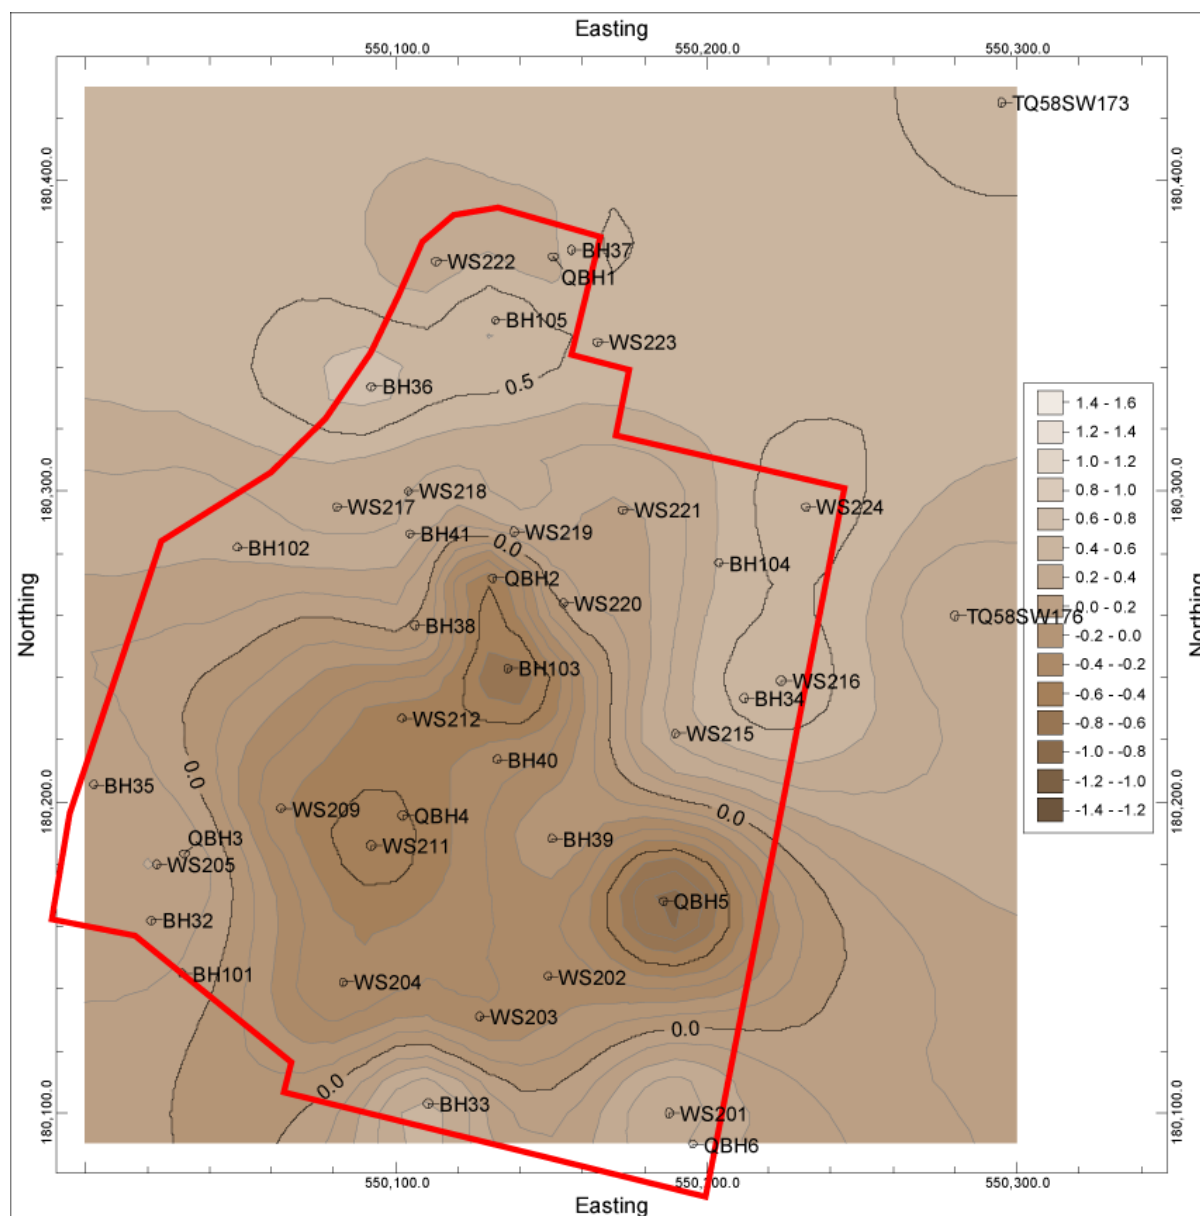 Easting
550,100.0 550,200.0 550,300.0
TQ58SW173
180,400.0 180,400.0
BH37
WS222
QBH1
BH105
WS223
BH36
0.5
1.4 - 1.6
1.2 - 1.4
1.0 - 1.2
0.8 - 1.0
0.6 - 0.8
0.4 - 0.6
0.2 - 0.4
0.0 - 0.2
-0.2 - 0.0
-0.4 - -0.2
-0.6 - -0.4
-0.8 - -0.6
-1.0 - -0.8
-1.2 - -1.0
-1.4 - -1.2
180,300.0 180,300.0
WS218
WS217
WS221
WS224
BH41
WS219
0.0
BH102
BH104
QBH2
WS220
TQ58SW176
BH38
Northing Northing
BH103
WS216
BH34
WS212
WS215
BH40
0.0
BH35
180,200.0 180,200.0
WS209
QBH4
0.0
QBH3
WS211
BH39
WS205
QBH5
BH32
BH101
WS204
WS202
WS203
0.0
0.0
BH33
WS201
180,100.0 180,100.0
QBH6
550,100.0 550,200.0 550,300.0
Easting